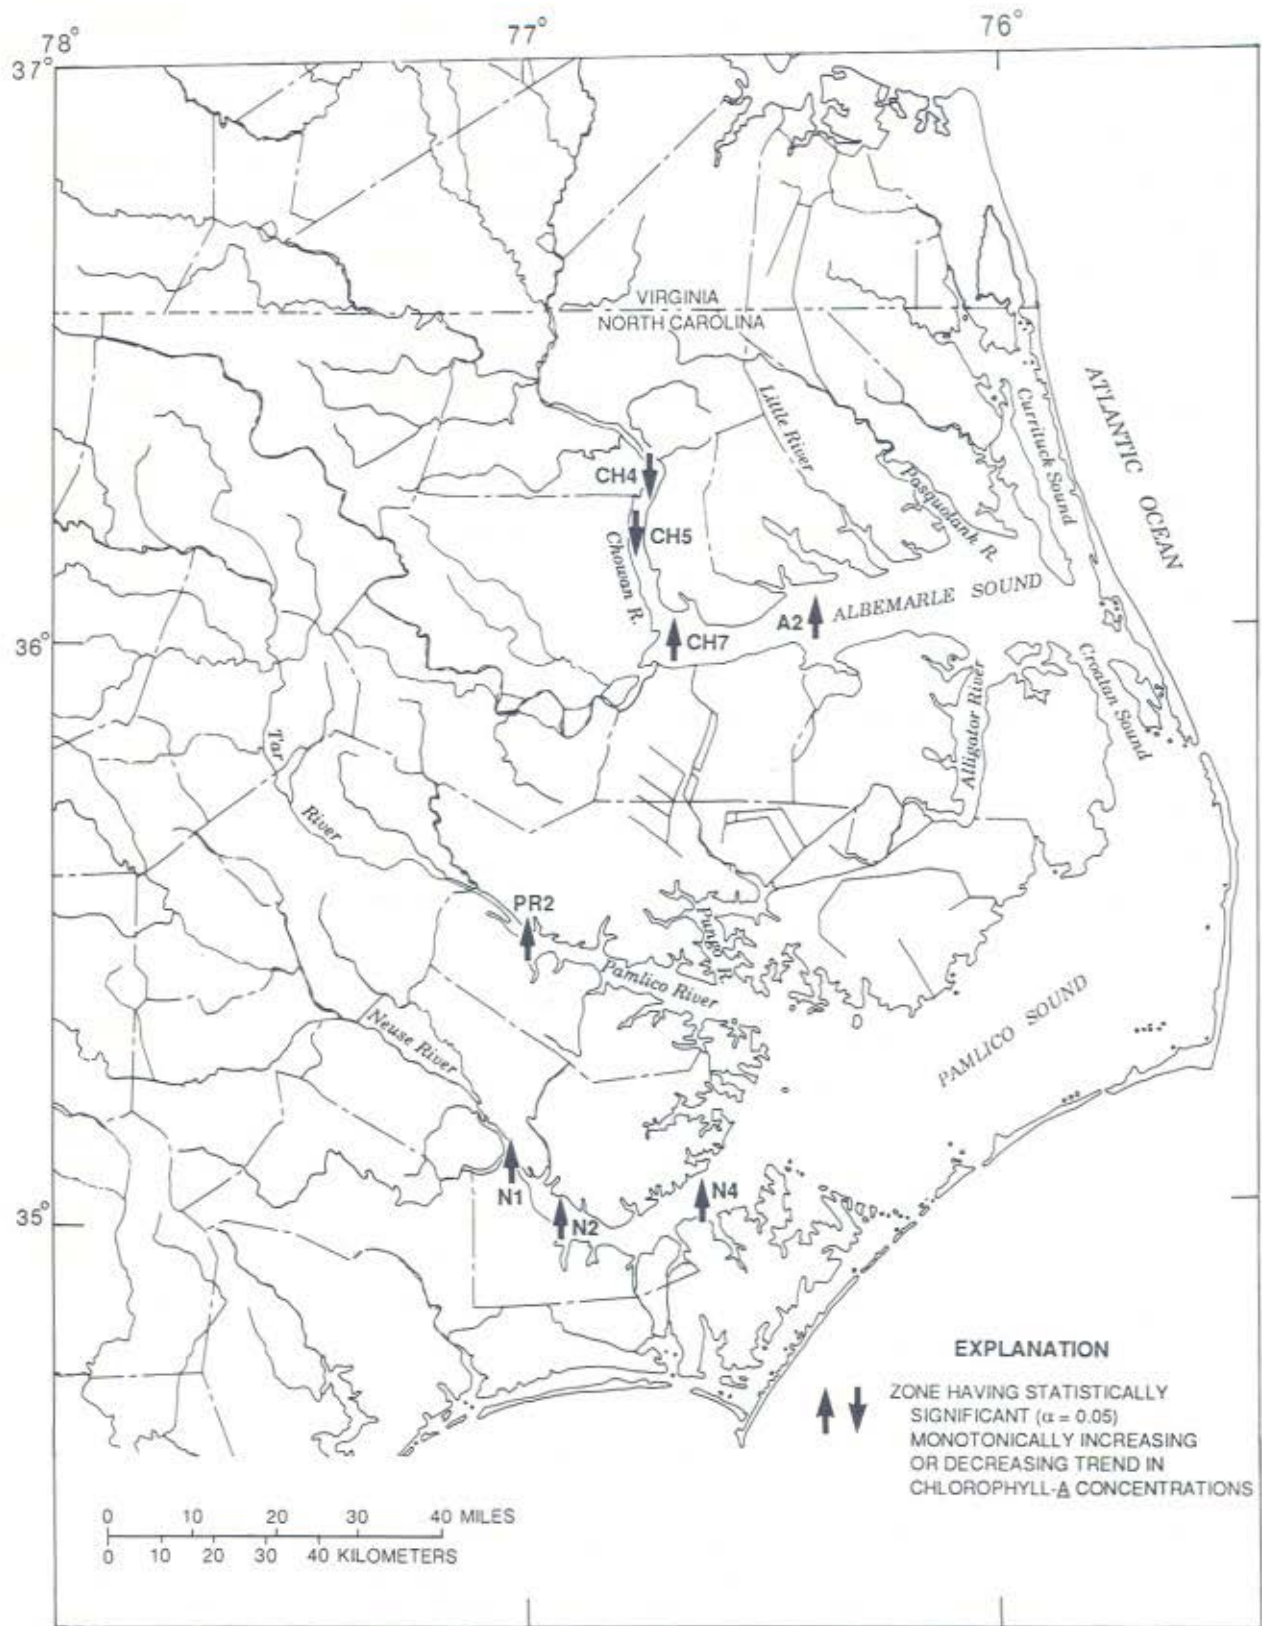 78°
77°
76°
37°
VIRGINIA
NORTH CAROLINA
ATLANTIC OCEAN
Little River
Currituck Sound
Pasquotank R.
CH4
CH5
Chowan R.
ALBEMARLE SOUND
A2
36°
CH7
Croatan Sound
Alligator River
Tar
River
PR2
Pungo R
Pamlico River
Neuse River
PAMLICO SOUND
N1
N4
35°
N2
EXPLANATION
ZONE HAVING STATISTICALLY
SIGNIFICANT (α = 0.05)
MONOTONICALLY INCREASING
OR DECREASING TREND IN
CHLOROPHYLL-A CONCENTRATIONS
0 10 20 30 40 MILES
0 10 20 30 40 KILOMETERS